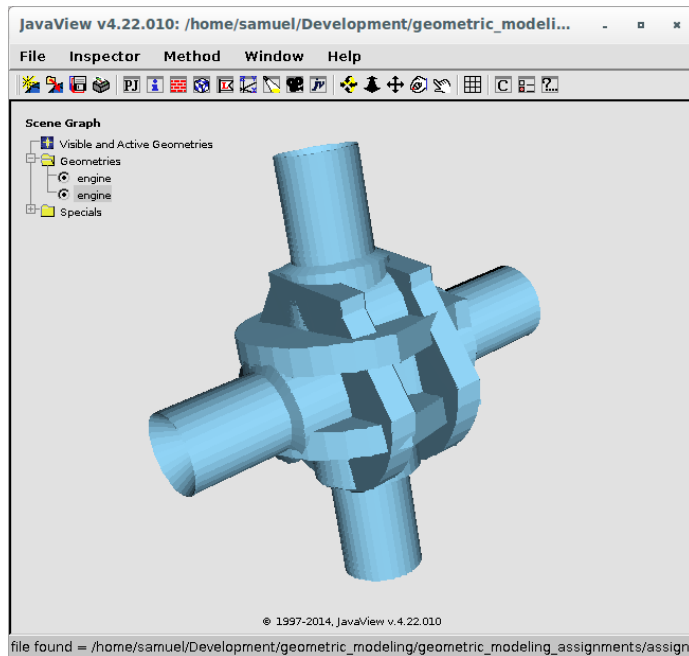 JavaView v4.22.010: /home/samuel/Development/geometric_modeli...
File Inspector Method Window Help
PJ jv C ?...
Scene Graph
Visible and Active Geometries
Geometries
engine
engine
Specials
© 1997-2014, JavaView v.4.22.010
file found = /home/samuel/Development/geometric_modeling/geometric_modeling_assignments/assign